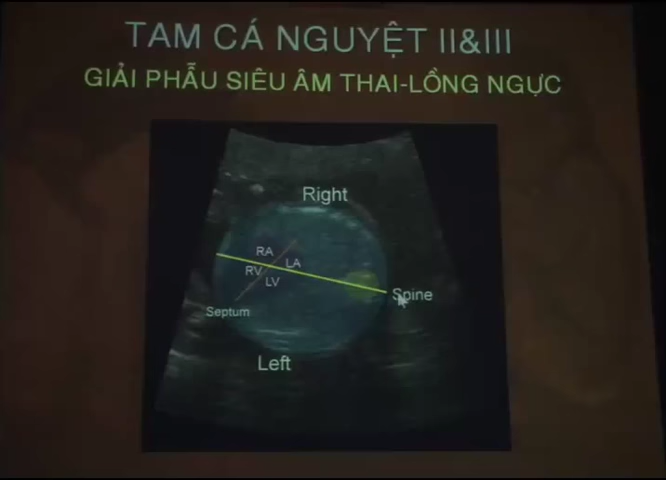 TAM CÁ NGUYỆT II&III
GIẢI PHẪU SIÊU ÂM THAI-LỒNG NGỰC
Right
RA
LA
RV
LV
Spine
Septum
Left